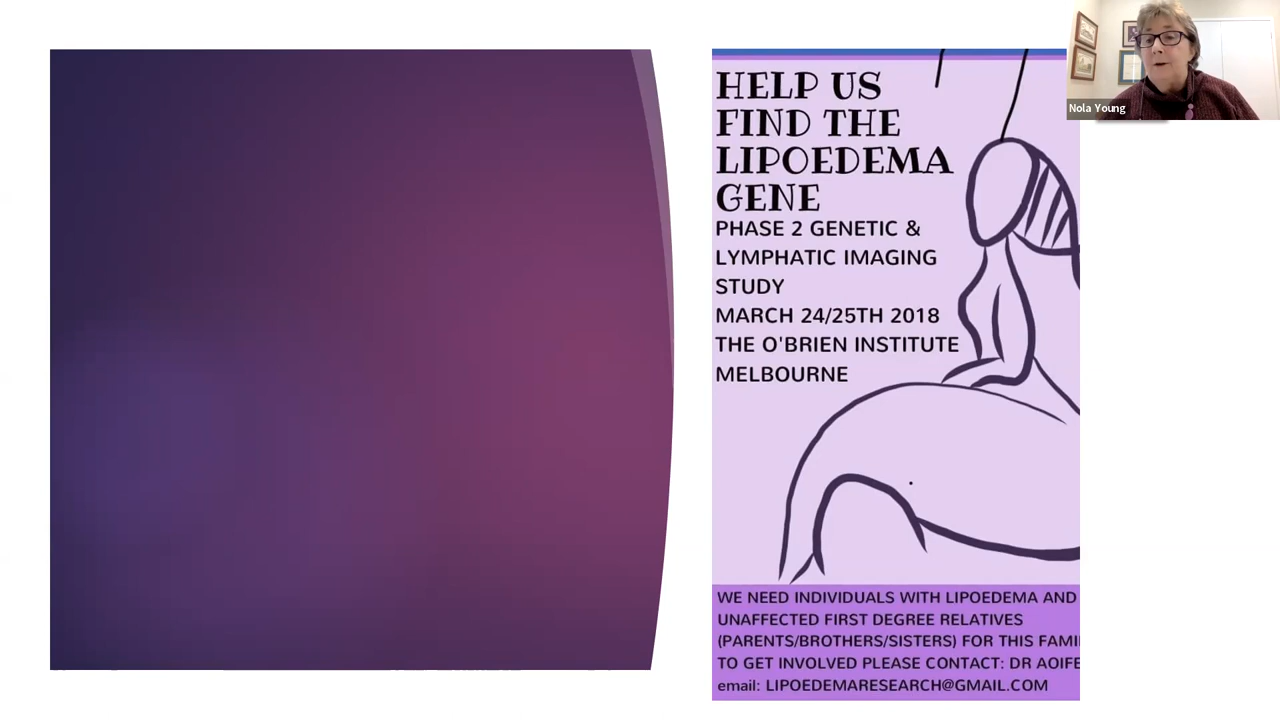 HELP US
FIND THE
LIPOEDEMA
GENE
PHASE 2 GENETIC &
LYMPHATIC IMAGING
STUDY
MARCH 24/25TH 2018
THE O'BRIEN INSTITUTE
MELBOURNE
WE NEED INDIVIDUALS WITH LIPOEDEMA AND
UNAFFECTED FIRST DEGREE RELATIVES
(PARENTS/BROTHERS/SISTERS) FOR THIS FAMI
TO GET INVOLVED PLEASE CONTACT: DR AOIFE
email: LIPOEDEMARESEARCH@GMAIL.COM
Nola Young